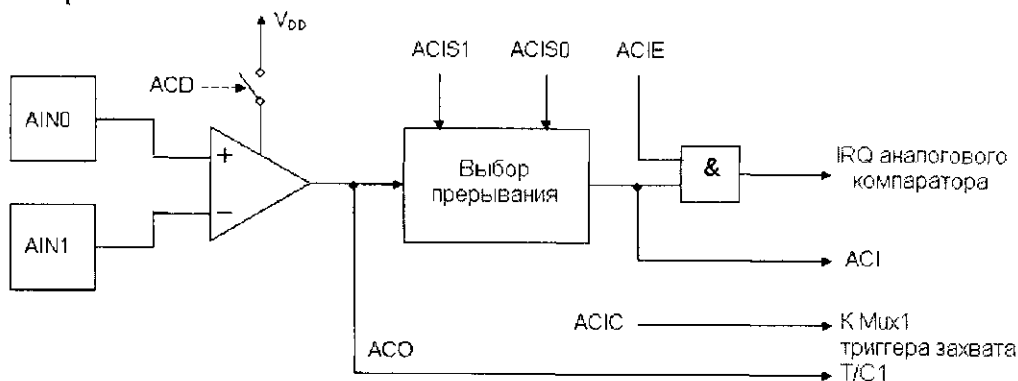 V_DD
ACIS1
ACIS0
ACIE
ACD
AIN0
+
Выбор
прерывания
&
IRQ аналогового
компаратора
AIN1
−
ACI
ACIC
К Mux1
триггера захвата
ACO
T/C1